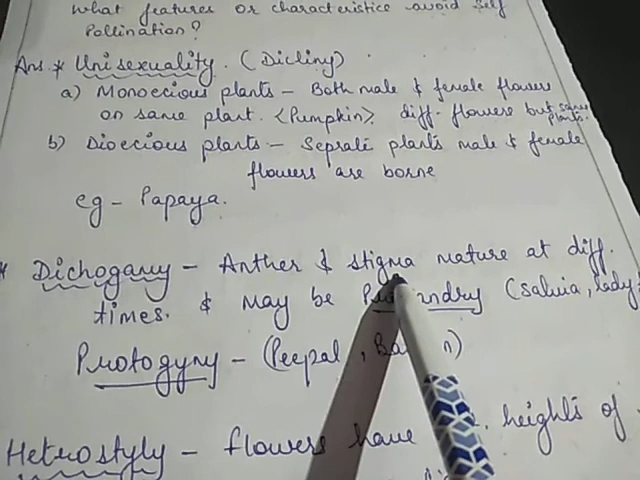 What features or characteristics avoid Self
Pollination?
Ans * Unisexuality. (Dicliny)
a) Monoecious plants - Both male & female flowers
on same plant. <Pumpkin> diff. flowers but same
plants.
b) Dioecious plants - Seprate plants male & female
flowers are borne
eg - Papaya.
* Dichogamy - Anther & stigma mature at diff.
times. & may be (Salvia, lady
Protogyny - (Peepal,
Hetrostyly - flowers have heights of